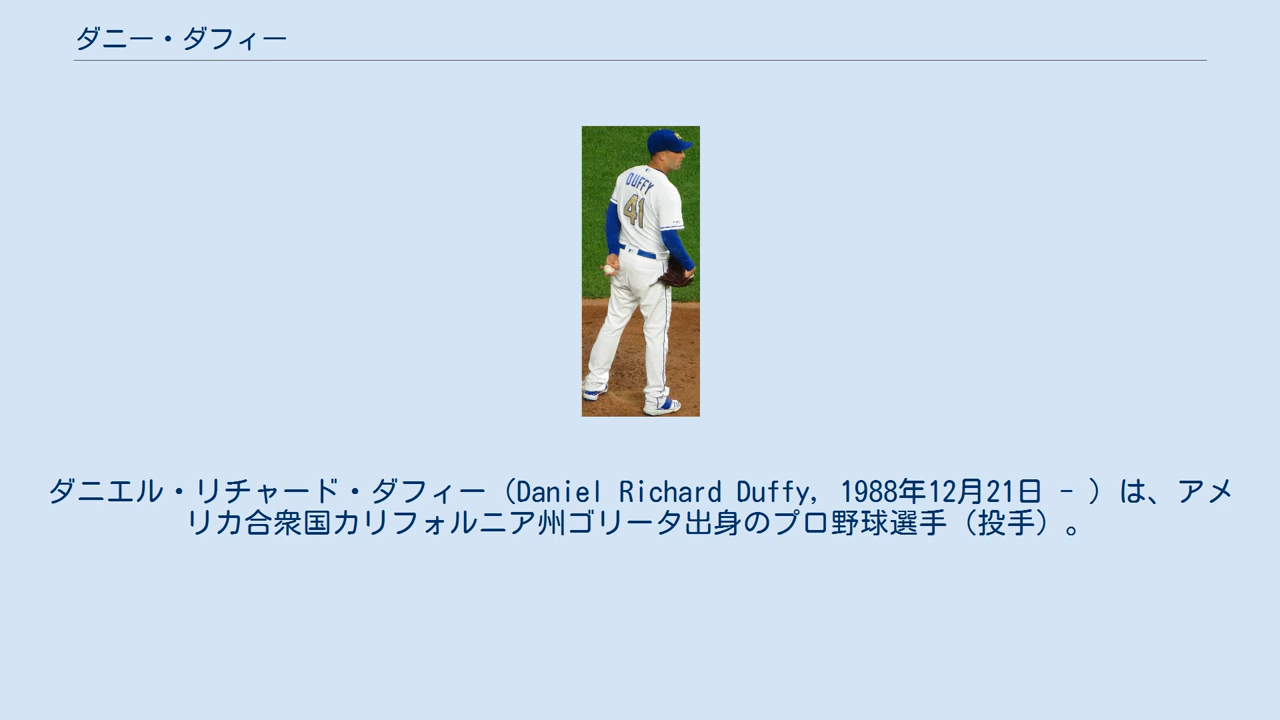 ダニー・ダフィー
DUFFY
41
ダニエル・リチャード・ダフィー（Daniel Richard Duffy, 1988年12月21日 - ）は、アメ
リカ合衆国カリフォルニア州ゴリータ出身のプロ野球選手（投手）。